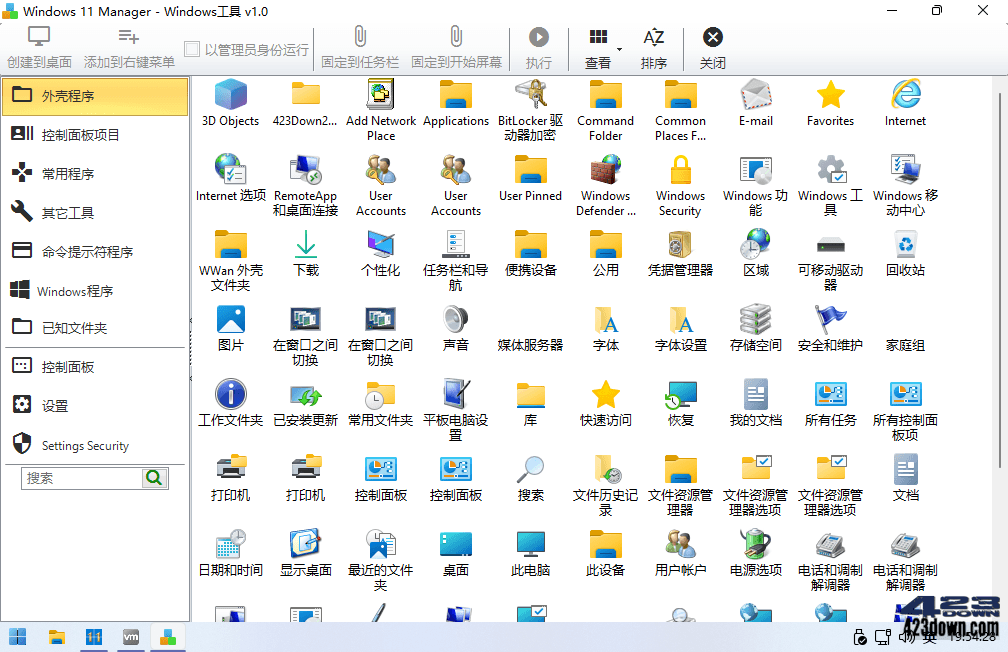 Windows 11 Manager - Windows工具 v1.0
创建到桌面
添加到右键菜单
以管理员身份运行
固定到任务栏
固定到开始屏幕
执行
查看
排序
关闭
外壳程序
控制面板项目
常用程序
其它工具
命令提示符程序
Windows程序
已知文件夹
控制面板
设置
Settings Security
搜索
3D Objects
423Down2...
Add Network
Place
Applications
BitLocker 驱
动器加密
Command
Folder
Common
Places F...
E-mail
Favorites
Internet
Internet 选项
RemoteApp
和桌面连接
User
Accounts
User
Accounts
User Pinned
Windows
Defender ...
Windows
Security
Windows 功
能
Windows 工
具
Windows 移
动中心
WWan 外壳
文件夹
下载
个性化
任务栏和导
航
便携设备
公用
凭据管理器
区域
可移动驱动
器
回收站
图片
在窗口之间
切换
在窗口之间
切换
声音
媒体服务器
字体
字体设置
存储空间
安全和维护
家庭组
工作文件夹
已安装更新
常用文件夹
平板电脑设
置
库
快速访问
恢复
我的文档
所有任务
所有控制面
板项
打印机
打印机
控制面板
控制面板
搜索
文件历史记
录
文件资源管
理器
文件资源管
理器选项
文件资源管
理器选项
文档
日期和时间
显示桌面
最近的文件
夹
桌面
此电脑
此设备
用户帐户
电源选项
电话和调制
解调器
电话和调制
解调器
vm
英
19:54:28
423DOWN
423down.com